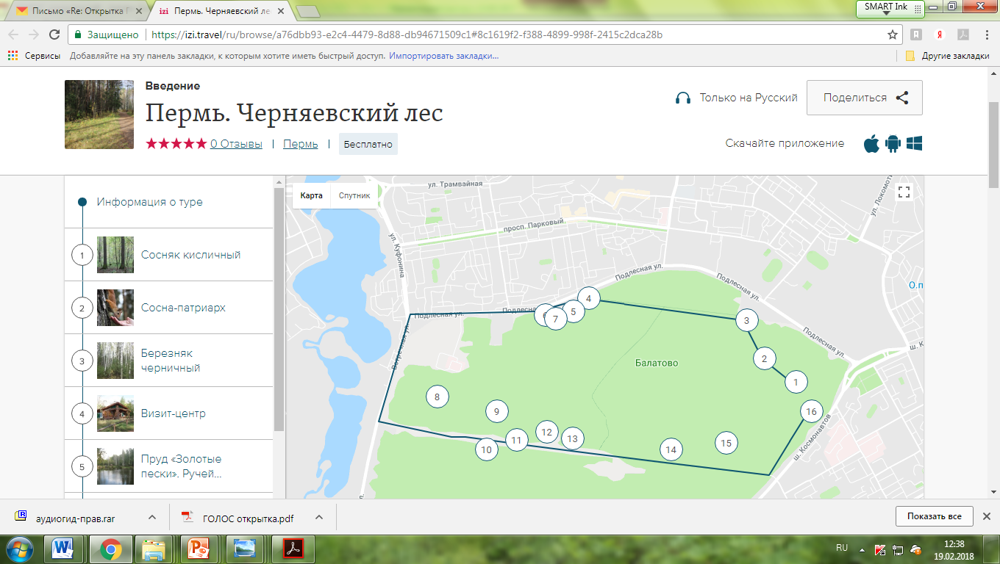 Письмо «Re: Открытка Г
izi Пермь. Черняевский ле
SMART Ink
Защищено
https://izi.travel/ru/browse/a76dbb93-e2c4-4479-8d88-db94671509c1#8c1619f2-f388-4899-998f-2415c2dca28b
Сервисы
Добавляйте на эту панель закладки, к которым хотите иметь быстрый доступ. Импортировать закладки...
Другие закладки
Введение
Пермь. Черняевский лес
0 Отзывы | Пермь | Бесплатно
Только на Русский
Поделиться
Скачайте приложение
Информация о туре
1 Сосняк кисличный
2 Сосна-патриарх
3 Березняк
черничный
4 Визит-центр
5 Пруд «Золотые
пески». Ручей...
Карта Спутник
ул. Трамвайная
ул. Локомоти
просп. Парковый
ул. Куфонина
Подлесная ул.
Подлесная ул.
О.п
4
Подлесная ул.
5
6
7
3
Подлесная ул.
ш. К
Встречная ул.
2
Балатово
1
8
9
16
10
11
12
13
14
15
ш. Космонавтов
аудиогид-прав.rar
ГОЛОС открытка.pdf
Показать все
RU
12:38
19.02.2018